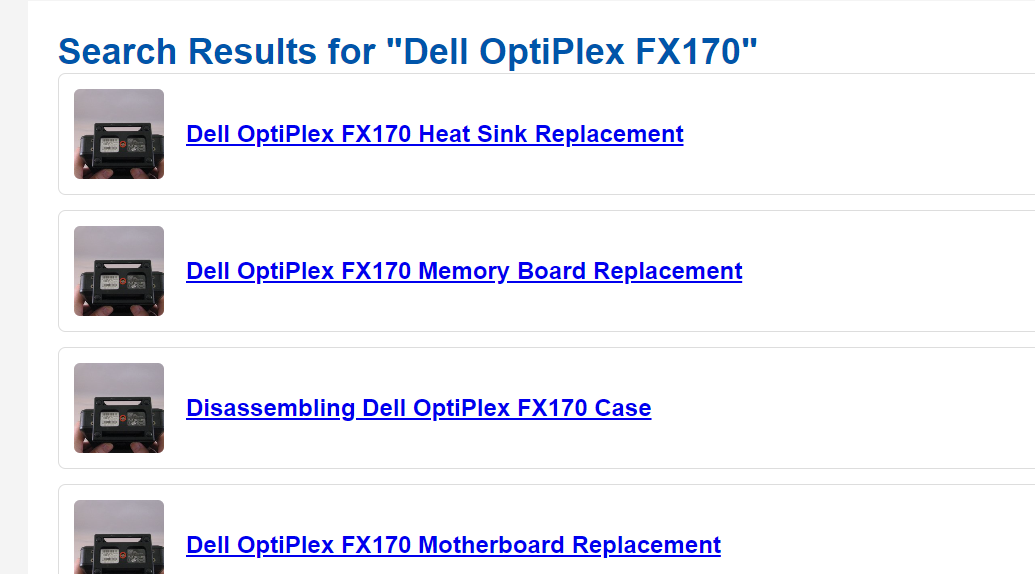 Search Results for "Dell OptiPlex FX170"
Dell OptiPlex FX170 Heat Sink Replacement
Dell OptiPlex FX170 Memory Board Replacement
Disassembling Dell OptiPlex FX170 Case
Dell OptiPlex FX170 Motherboard Replacement